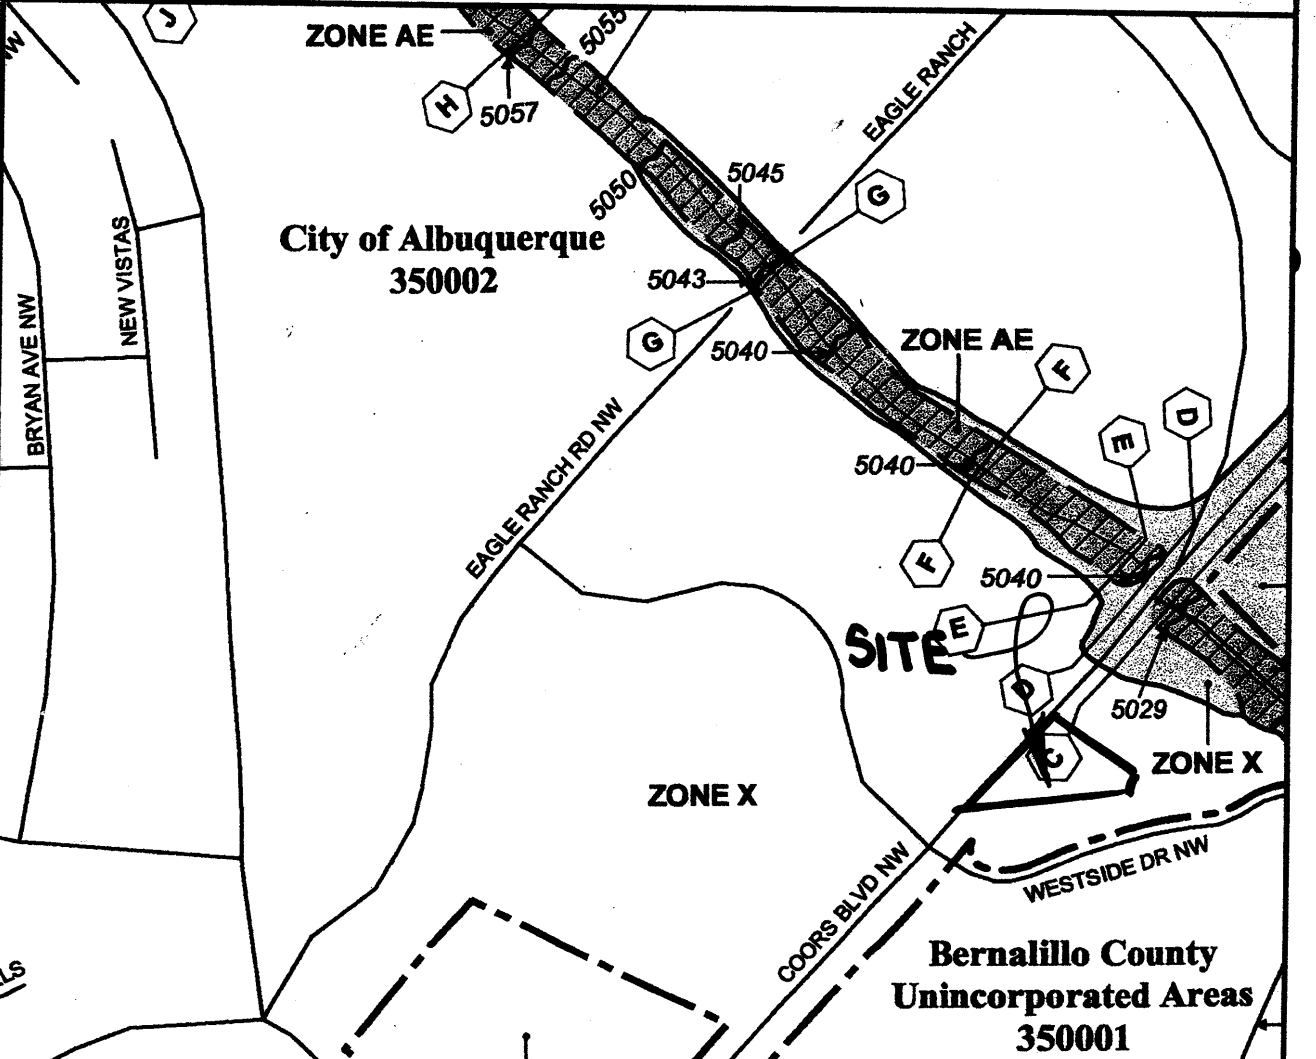 J
NW
ZONE AE
5055
EAGLE RANCH
H
5057
5045
5050
G
City of Albuquerque
350002
NEW VISTAS
5043
G
BRYAN AVE NW
5040
ZONE AE
F
D
E
EAGLE RANCH RD NW
5040
F
5040
E
SITE
D
5029
C
ZONE X
ZONE X
WESTSIDE DR NW
COORS BLVD NW
Bernalillo County
Unincorporated Areas
350001
LS